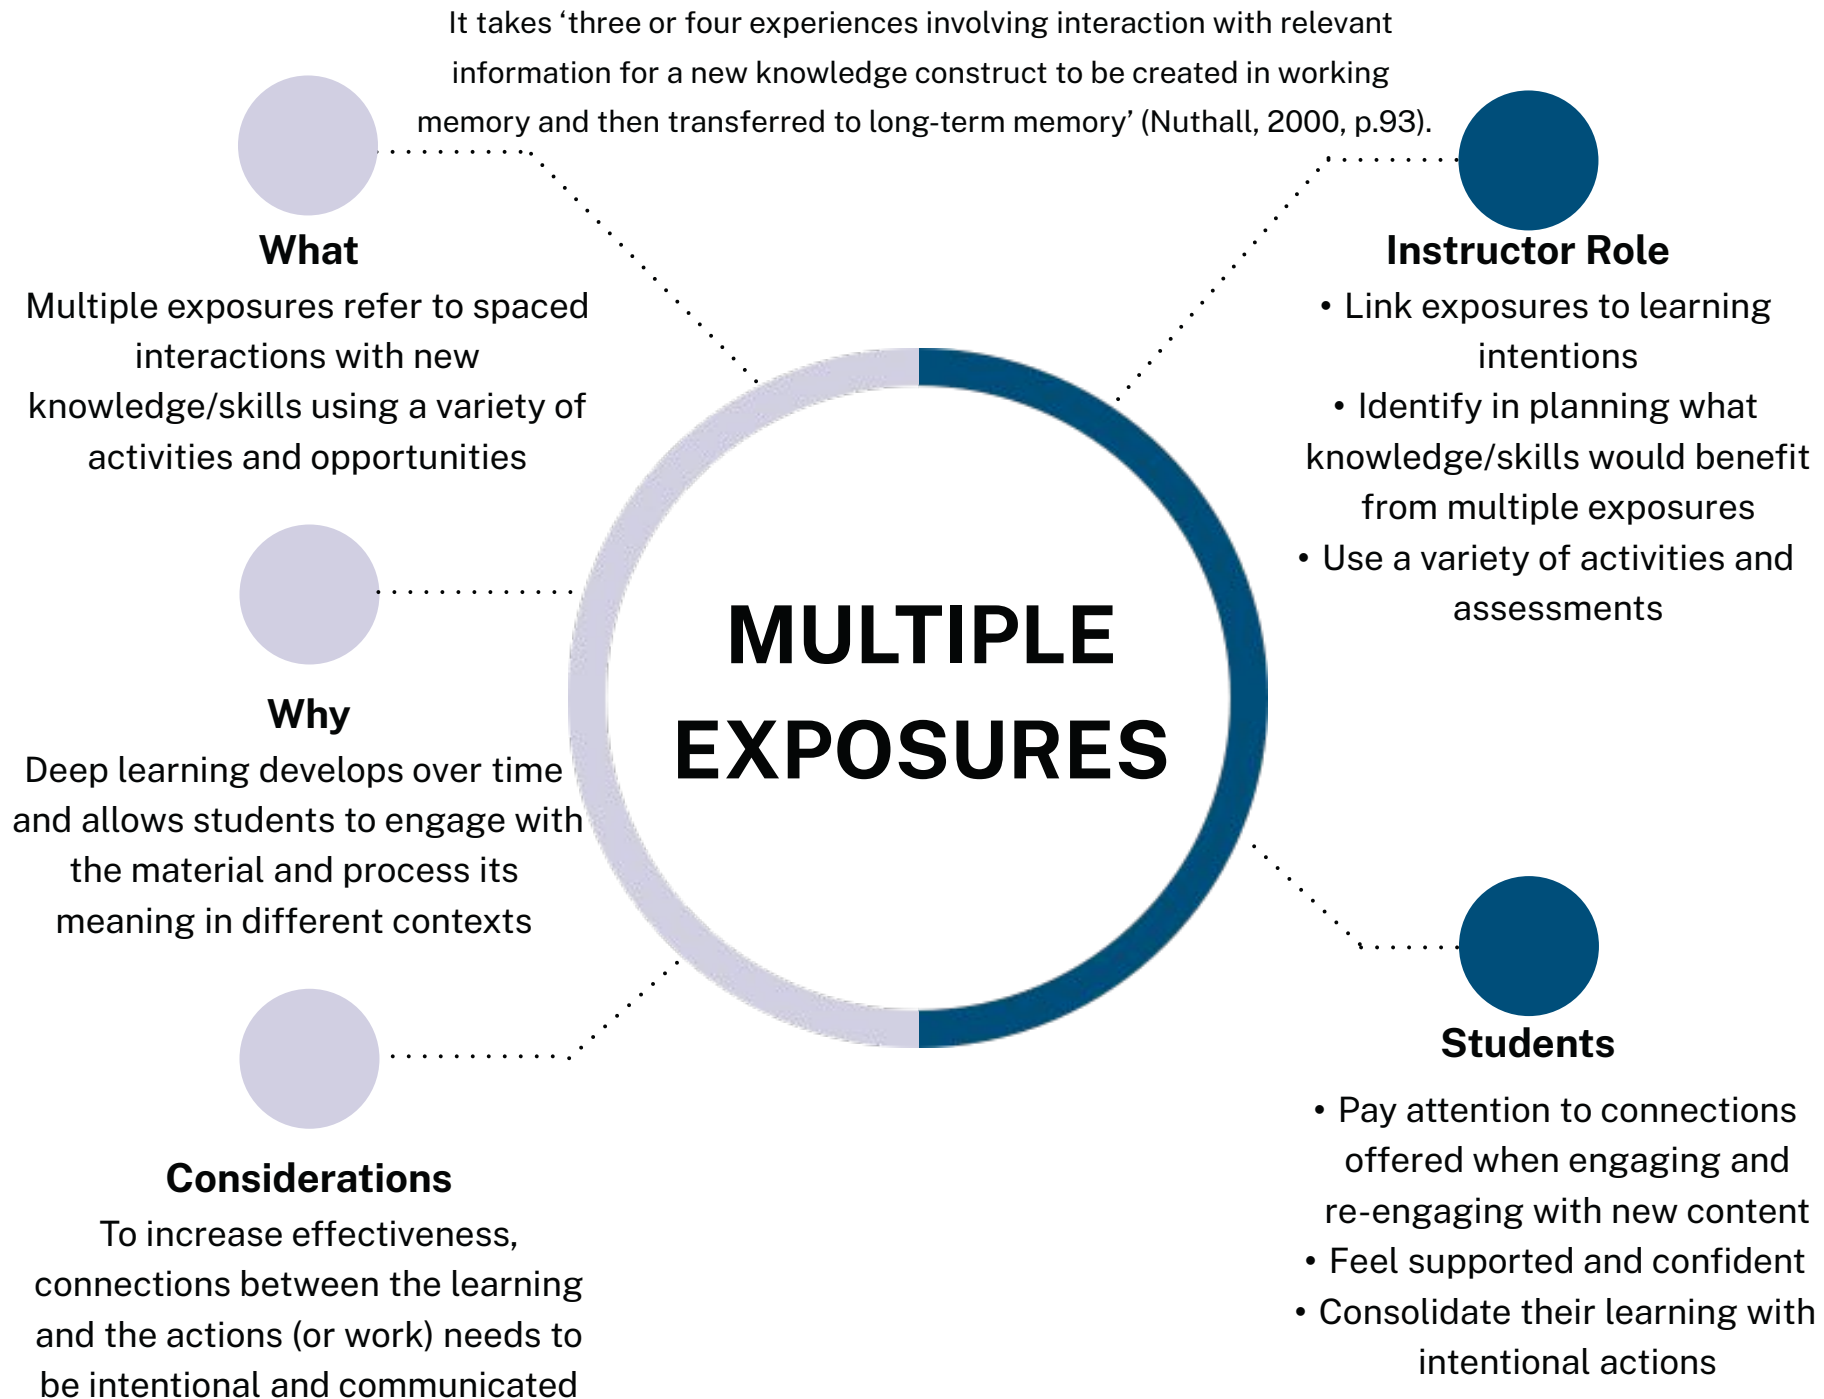 It takes ‘three or four experiences involving interaction with relevant
information for a new knowledge construct to be created in working
memory and then transferred to long-term memory’ (Nuthall, 2000, p.93).
What
Multiple exposures refer to spaced
interactions with new
knowledge/skills using a variety of
activities and opportunities
Why
Deep learning develops over time
and allows students to engage with
the material and process its
meaning in different contexts
Considerations
To increase effectiveness,
connections between the learning
and the actions (or work) needs to
be intentional and communicated
MULTIPLE
EXPOSURES
Instructor Role
• Link exposures to learning
intentions
• Identify in planning what
knowledge/skills would benefit
from multiple exposures
• Use a variety of activities and
assessments
Students
• Pay attention to connections
offered when engaging and
re-engaging with new content
• Feel supported and confident
• Consolidate their learning with
intentional actions